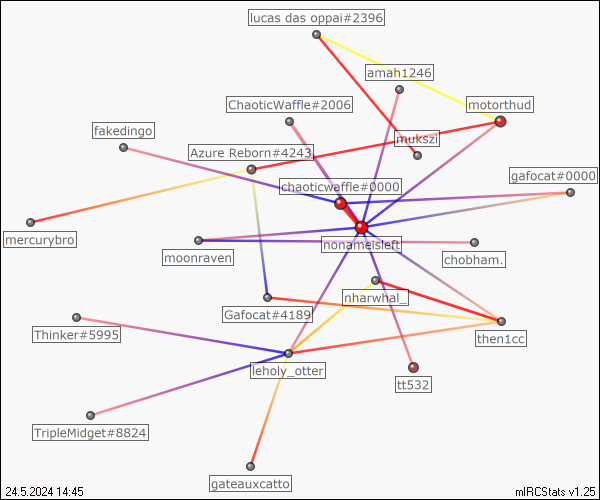 lucas das oppai#2396
amah1246
ChaoticWaffle#2006
motorthud
fakedingo
mukszi
Azure Reborn#4243
gafocat#0000
chaoticwaffle#0000
mercurybro
nonameisleft
moonraven
chobham.
nharwhal_
Gafocat#4189
Thinker#5995
then1cc
leholy_otter
tt532
TripleMidget#8824
gateauxcatto
24.5.2024 14:45
mIRCStats v1.25